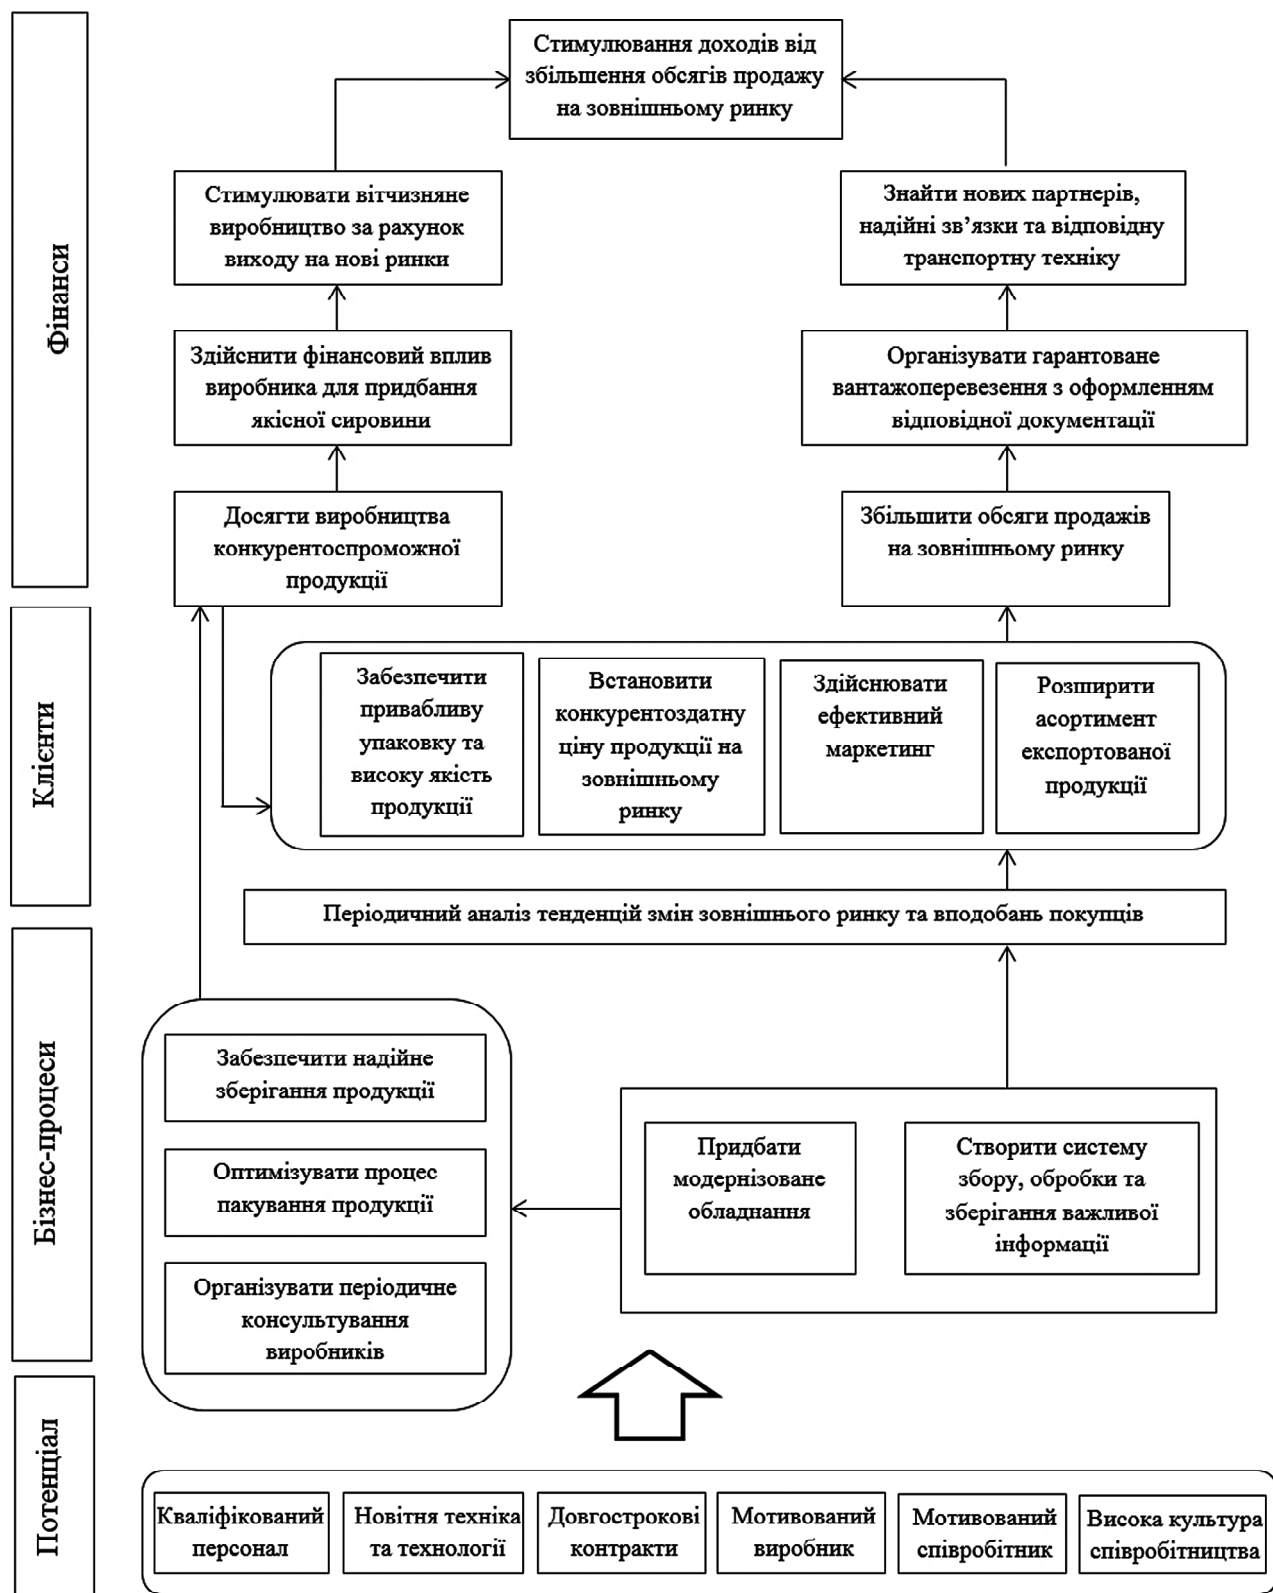 Фінанси
Стимулювання доходів від
збільшення обсягів продажу
на зовнішньому ринку
Стимулювати вітчизняне
виробництво за рахунок
виходу на нові ринки
Знайти нових партнерів,
надійні зв’язки та відповідну
транспортну техніку
Здійснити фінансовий вплив
виробника для придбання
якісної сировини
Організувати гарантоване
вантажоперевезення з оформленням
відповідної документації
Досягти виробництва
конкурентоспроможної
продукції
Збільшити обсяги продажів
на зовнішньому ринку
Клієнти
Забезпечити
привабливу
упаковку та
високу якість
продукції
Встановити
конкурентоздатну
ціну продукції на
зовнішньому
ринку
Здійснювати
ефективний
маркетинг
Розширити
асортимент
експортованої
продукції
Періодичний аналіз тенденцій змін зовнішнього ринку та вподобань покупців
Бізнес-процеси
Забезпечити надійне
зберігання продукції
Оптимізувати процес
пакування продукції
Організувати періодичне
консультування
виробників
Придбати
модернізоване
обладнання
Створити систему
збору, обробки та
зберігання важливої
інформації
Потенціал
Кваліфікований
персонал
Новітня техніка
та технології
Довгострокові
контракти
Мотивований
виробник
Мотивований
співробітник
Висока культура
співробітництва